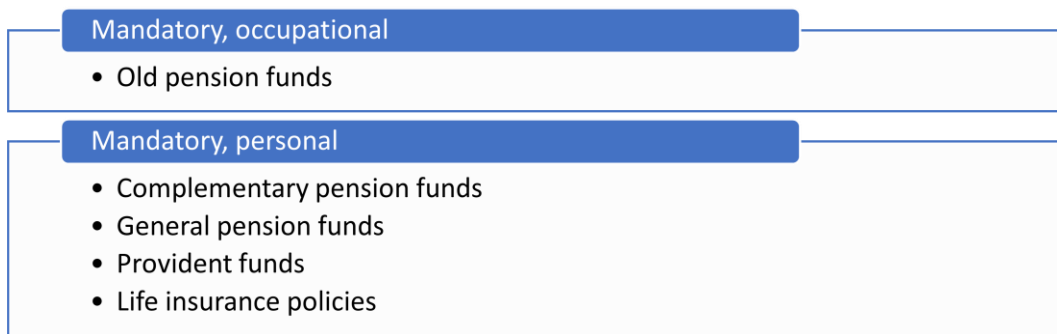 Mandatory, occupational
• Old pension funds
Mandatory, personal
• Complementary pension funds
• General pension funds
• Provident funds
• Life insurance policies